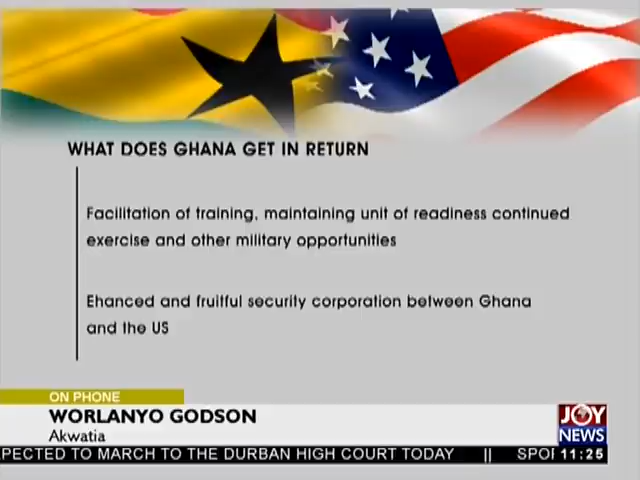 WHAT DOES GHANA GET IN RETURN
Facilitation of training, maintaining unit of readiness continued
exercise and other military opportunities
Ehanced and fruitful security corporation between Ghana
and the US
ON PHONE
WORLANYO GODSON
Akwatia
JOY
NEWS
PECTED TO MARCH TO THE DURBAN HIGH COURT TODAY || SPO
11:25